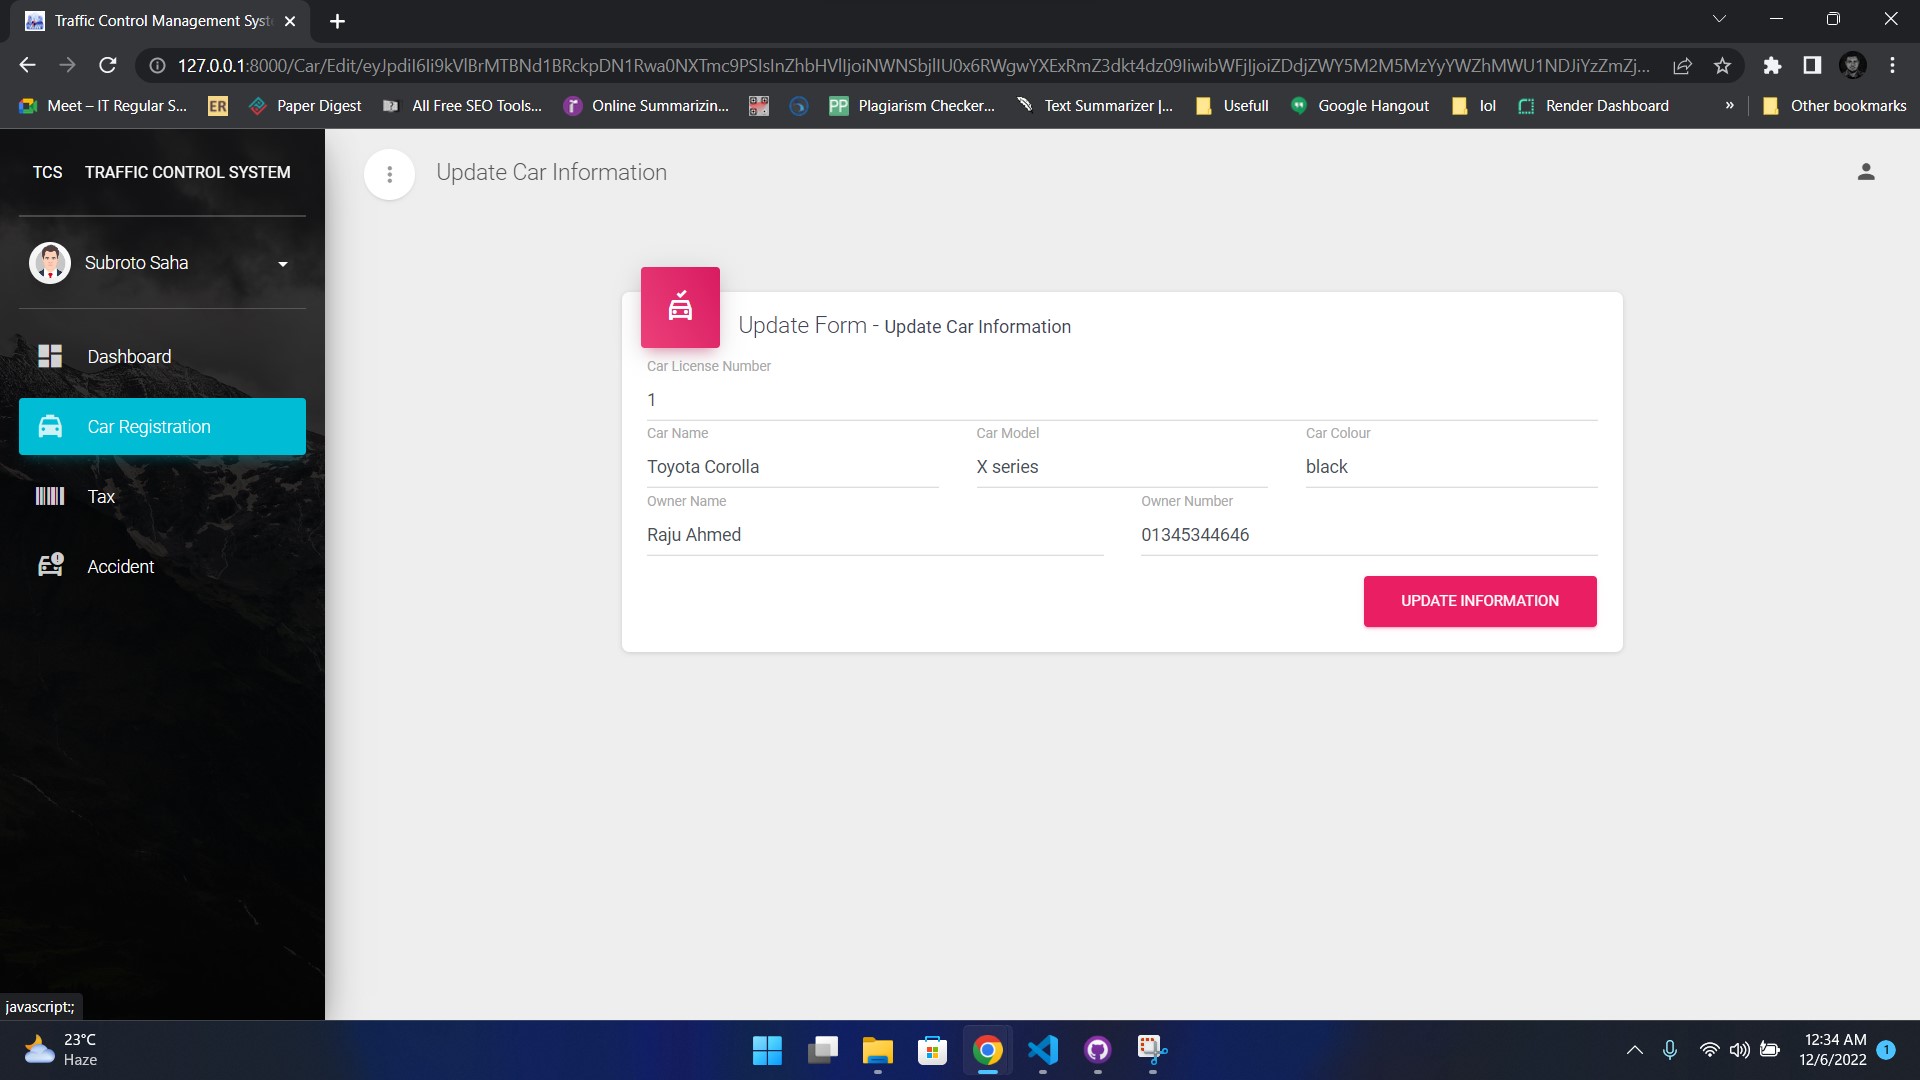 Traffic Control Management Syst
127.0.0.1:8000/Car/Edit/
Meet – IT Regular S...
ER
Paper Digest
All Free SEO Tools...
Online Summarizin...
PP
Plagiarism Checker...
Text Summarizer |...
Usefull
Google Hangout
lol
Render Dashboard
»
Other bookmarks
TCS TRAFFIC CONTROL SYSTEM
Update Car Information
Subroto Saha
Dashboard
Car Registration
Tax
Accident
Update Form - Update Car Information
Car License Number
1
Car Name Car Model Car Colour
Toyota Corolla X series black
Owner Name Owner Number
Raju Ahmed 01345344646
UPDATE INFORMATION
javascript:;
23°C
Haze
12:34 AM
12/6/2022
1